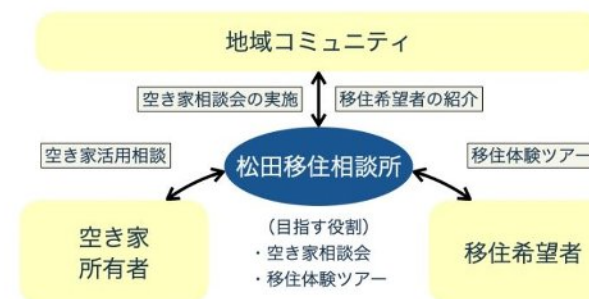 地域コミュニティ
空き家相談会の実施
移住希望者の紹介
空き家活用相談
松田移住相談所
移住体験ツアー
空き家
所有者
(目指す役割)
・空き家相談会
・移住体験ツアー
移住希望者